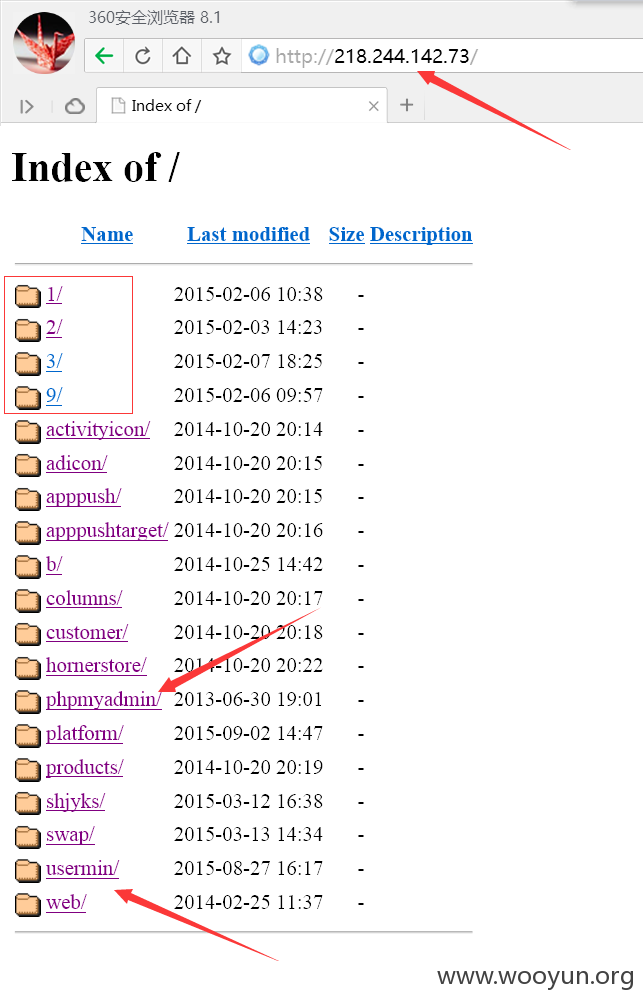 360安全浏览器 8.1
http://218.244.142.73/
Index of /
Index of /
Name Last modified Size Description
1/ 2015-02-06 10:38 -
2/ 2015-02-03 14:23 -
3/ 2015-02-07 18:25 -
9/ 2015-02-06 09:57 -
activityicon/ 2014-10-20 20:14 -
adicon/ 2014-10-20 20:15 -
apppush/ 2014-10-20 20:15 -
apppushtarget/ 2014-10-20 20:16 -
b/ 2014-10-25 14:42 -
columns/ 2014-10-20 20:17 -
customer/ 2014-10-20 20:18 -
hornerstore/ 2014-10-20 20:22 -
phpmyadmin/ 2013-06-30 19:01 -
platform/ 2015-09-02 14:47 -
products/ 2014-10-20 20:19 -
shjyks/ 2015-03-12 16:38 -
swap/ 2015-03-13 14:34 -
usermin/ 2015-08-27 16:17 -
web/ 2014-02-25 11:37 -
www.wooyun.org